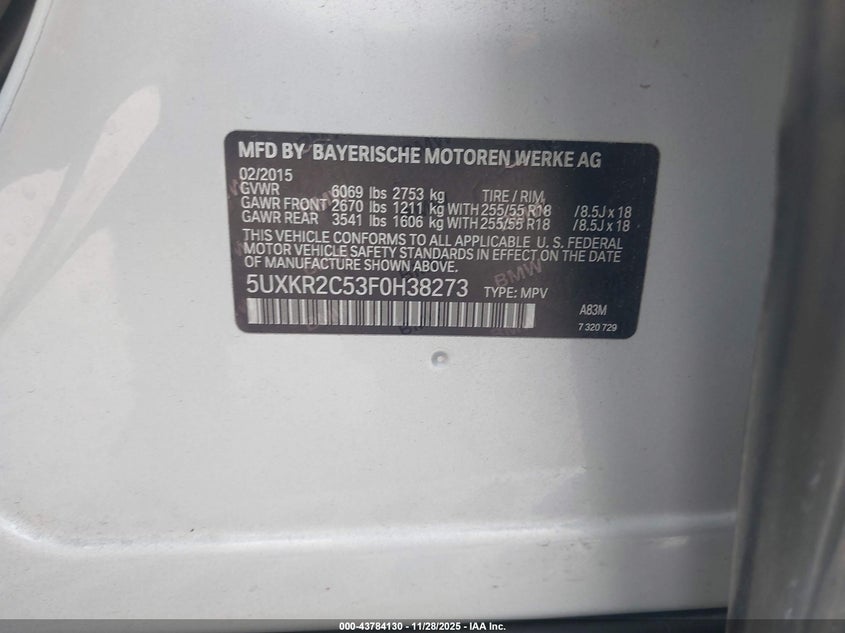 MFD BY BAYERISCHE MOTOREN WERKE AG
02/2015
GVWR 6069 lbs 2753 kg TIRE / RIM
GAWR FRONT 2670 lbs 1211 kg WITH 255/55 R18 / 8.5J x 18
GAWR REAR 3541 lbs 1606 kg WITH 255/55 R18 / 8.5J x 18
THIS VEHICLE CONFORMS TO ALL APPLICABLE U. S. FEDERAL
MOTOR VEHICLE SAFETY STANDARDS IN EFFECT ON THE DATE
OF MANUFACTURE SHOWN ABOVE.
5UXKR2C53F0H38273 TYPE: MPV
A83M
7 320 729
BMW
000-43784130 - 11/28/2025 - IAA Inc.